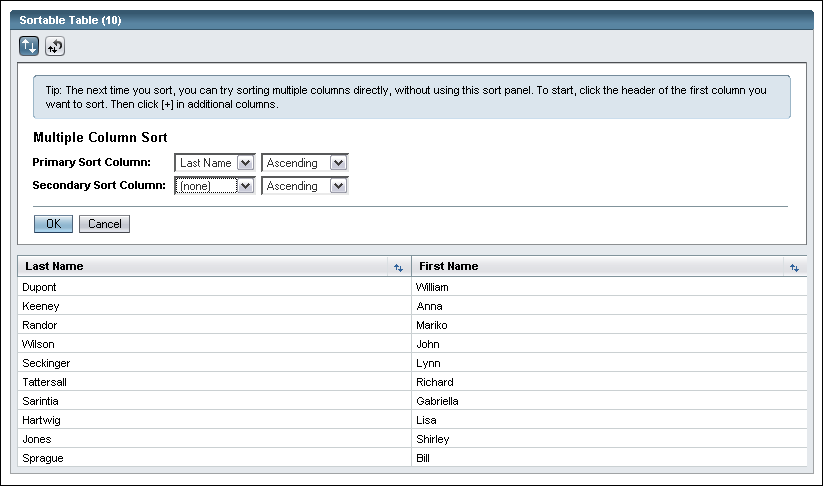 Sortable Table (10)
Tip: The next time you sort, you can try sorting multiple columns directly, without using this sort panel. To start, click the header of the first column you
want to sort. Then click [+] in additional columns.
Multiple Column Sort
Primary Sort Column: Last Name Ascending
Secondary Sort Column: (none) Ascending
OK Cancel
Last Name First Name
Dupont William
Keeney Anna
Randor Mariko
Wilson John
Seckinger Lynn
Tattersall Richard
Sarintia Gabriella
Hartwig Lisa
Jones Shirley
Sprague Bill